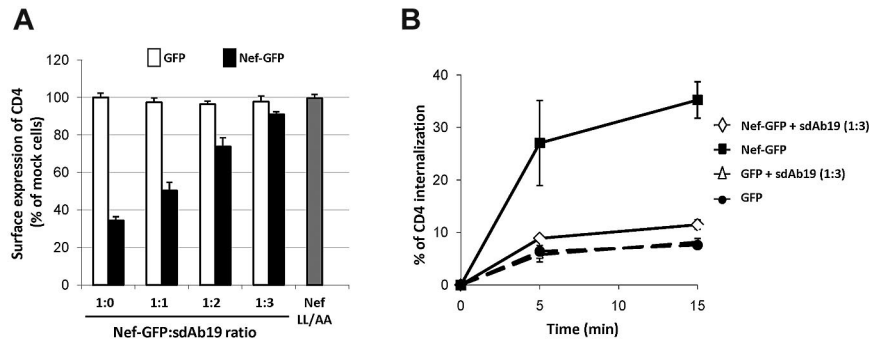 A
GFP
Nef-GFP
Surface expression of CD4
(% of mock cells)
120
100
80
60
40
20
0
1:0
1:1
1:2
1:3
Nef
LL/AA
Nef-GFP:sdAb19 ratio
B
% of CD4 internalization
40
30
20
10
0
0
5
10
15
Time (min)
Nef-GFP + sdAb19 (1:3)
Nef-GFP
GFP + sdAb19 (1:3)
GFP